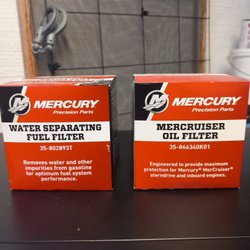 MERCURY
Precision Parts
WATER SEPARATING
FUEL FILTER
35-802893T
Removes water and other
impurities from gasoline
for optimum fuel system
performance.
MERCURY
Precision Parts
MERCRUISER
OIL FILTER
35-866340K01
Engineered to provide maximum
protection for Mercury® MerCruiser®
sterndrive and inboard engines.